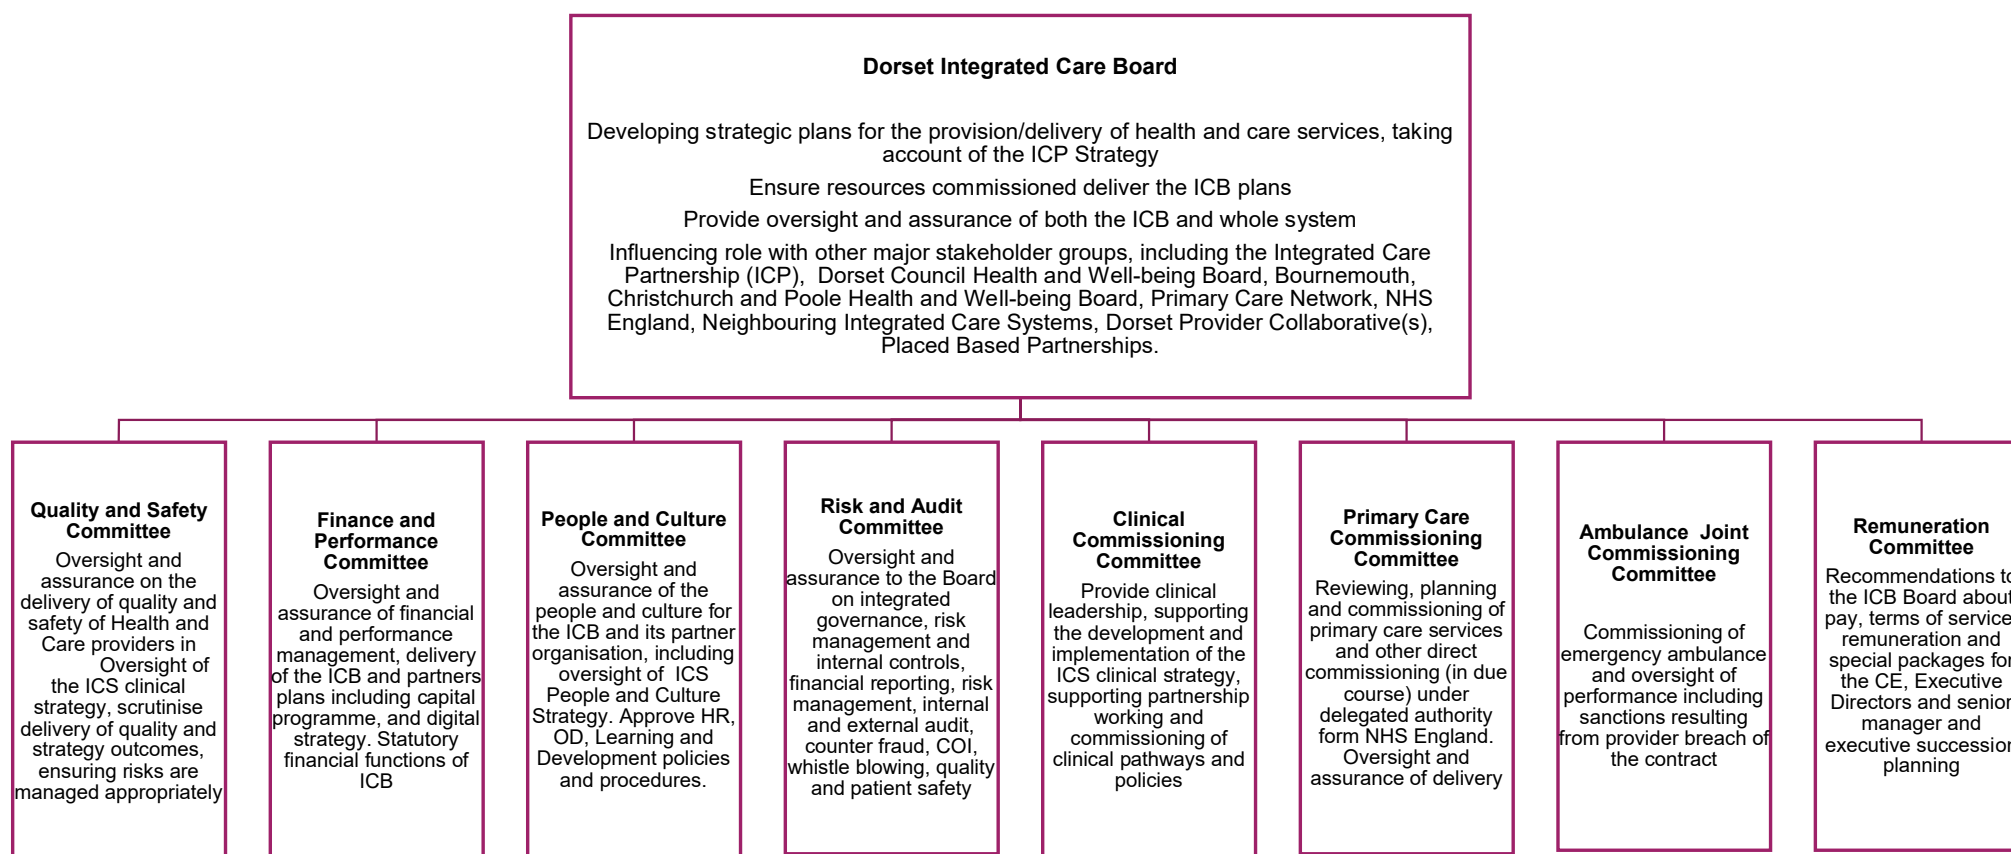 Dorset Integrated Care Board
Developing strategic plans for the provision/delivery of health and care services, taking
account of the ICP Strategy
Ensure resources commissioned deliver the ICB plans
Provide oversight and assurance of both the ICB and whole system
Influencing role with other major stakeholder groups, including the Integrated Care
Partnership (ICP), Dorset Council Health and Well-being Board, Bournemouth,
Christchurch and Poole Health and Well-being Board, Primary Care Network, NHS
England, Neighbouring Integrated Care Systems, Dorset Provider Collaborative(s),
Placed Based Partnerships.
Quality and Safety
Committee
Oversight and
assurance on the
delivery of quality and
safety of Health and
Care providers in
Oversight of
the ICS clinical
strategy, scrutinise
delivery of quality and
strategy outcomes,
ensuring risks are
managed appropriately
Finance and
Performance
Committee
Oversight and
assurance of financial
and performance
management, delivery
of the ICB and partners
plans including capital
programme, and digital
strategy. Statutory
financial functions of
ICB
People and Culture
Committee
Oversight and
assurance of the
people and culture for
the ICB and its partner
organisation, including
oversight of ICS
People and Culture
Strategy. Approve HR,
OD, Learning and
Development policies
and procedures.
Risk and Audit
Committee
Oversight and
assurance to the Board
on integrated
governance, risk
management and
internal controls,
financial reporting, risk
management, internal
and external audit,
counter fraud, COI,
whistle blowing, quality
and patient safety
Clinical
Commissioning
Committee
Provide clinical
leadership, supporting
the development and
implementation of the
ICS clinical strategy,
supporting partnership
working and
commissioning of
clinical pathways and
policies
Primary Care
Commissioning
Committee
Reviewing, planning
and commissioning of
primary care services
and other direct
commissioning (in due
course) under
delegated authority
form NHS England.
Oversight and
assurance of delivery
Ambulance Joint
Commissioning
Committee
Commissioning of
emergency ambulance
and oversight of
performance including
sanctions resulting
from provider breach of
the contract
Remuneration
Committee
Recommendations to
the ICB Board about
pay, terms of service,
remuneration and
special packages for
the CE, Executive
Directors and senior
manager and
executive succession
planning